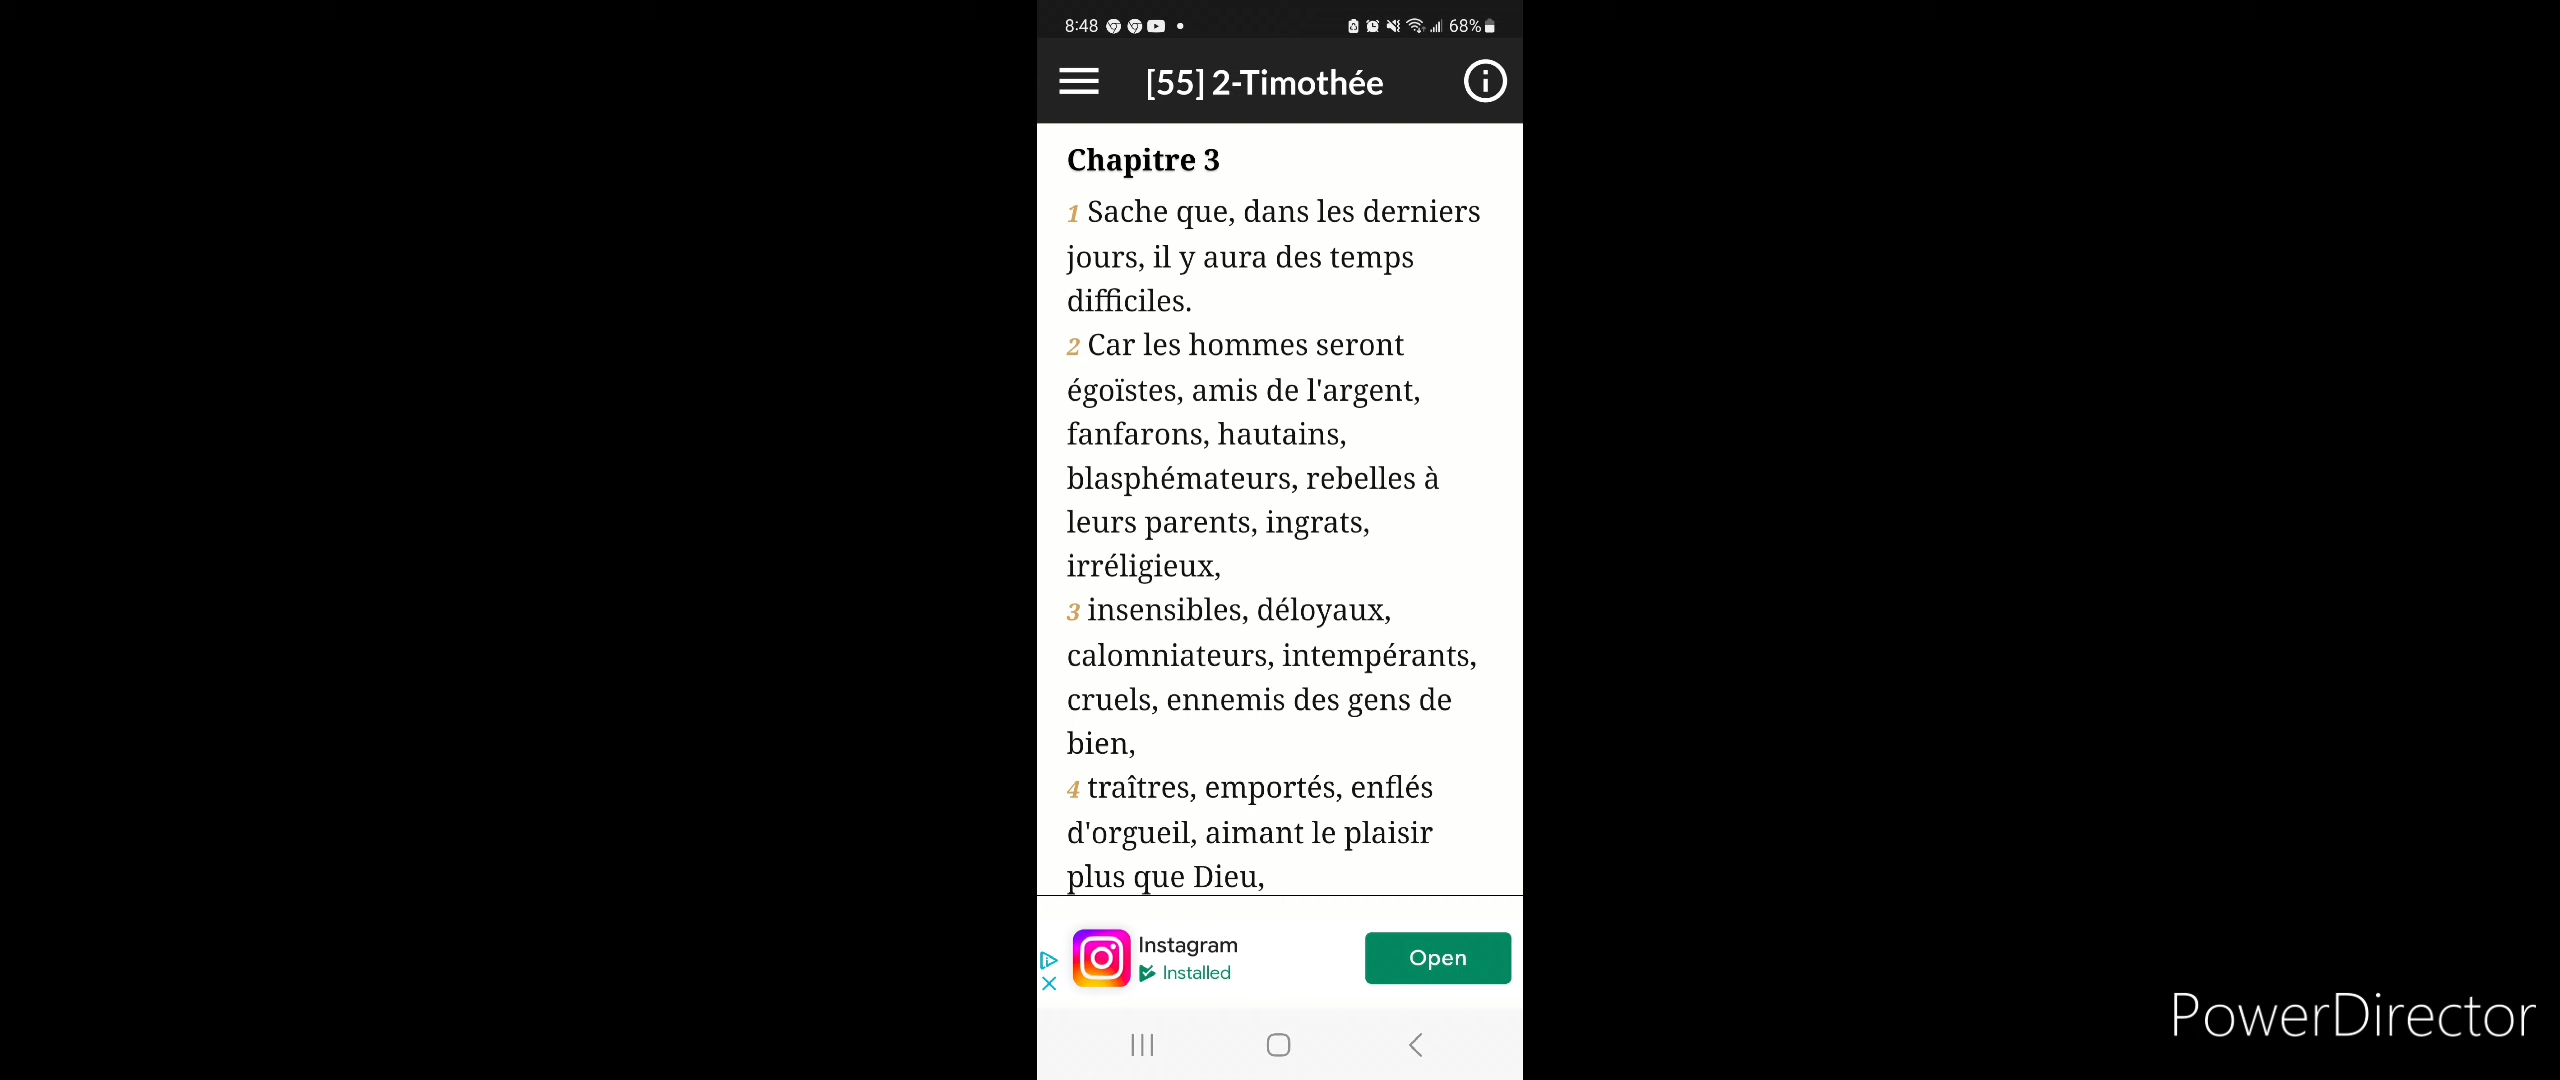 8:48 68%
[55] 2-Timothée
Chapitre 3
1 Sache que, dans les derniers
jours, il y aura des temps
difficiles.
2 Car les hommes seront
égoïstes, amis de l'argent,
fanfarons, hautains,
blasphémateurs, rebelles à
leurs parents, ingrats,
irréligieux,
3 insensibles, déloyaux,
calomniateurs, intempérants,
cruels, ennemis des gens de
bien,
4 traîtres, emportés, enflés
d'orgueil, aimant le plaisir
plus que Dieu,
Instagram
Installed
Open
PowerDirector